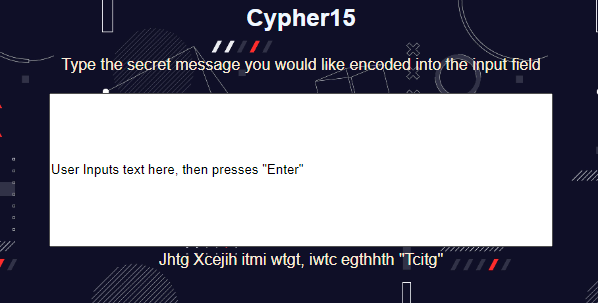 Cypher15
Type the secret message you would like encoded into the input field
User Inputs text here, then presses "Enter"
Jhtg Xcejih itmi wtgt, iwtc egthhth "Tcitg"